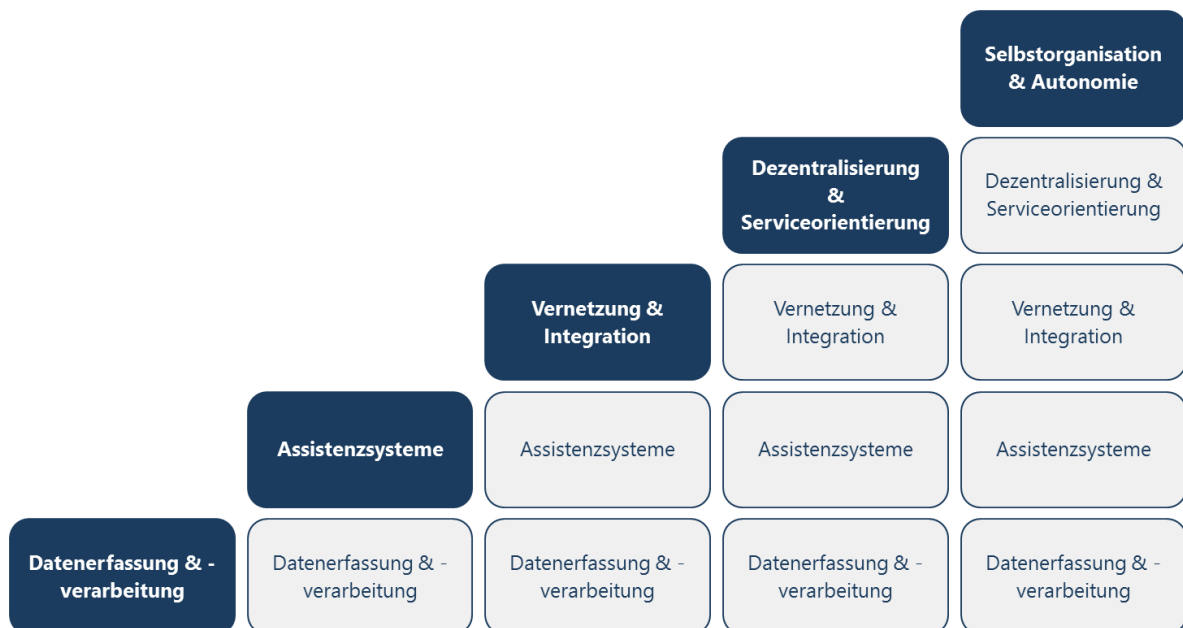 Selbstorganisation
& Autonomie
Dezentralisierung
&
Serviceorientierung
Dezentralisierung &
Serviceorientierung
Vernetzung &
Integration
Vernetzung &
Integration
Vernetzung &
Integration
Assistenzsysteme
Assistenzsysteme
Assistenzsysteme
Assistenzsysteme
Datenerfassung & -
verarbeitung
Datenerfassung & -
verarbeitung
Datenerfassung & -
verarbeitung
Datenerfassung & -
verarbeitung
Datenerfassung & -
verarbeitung